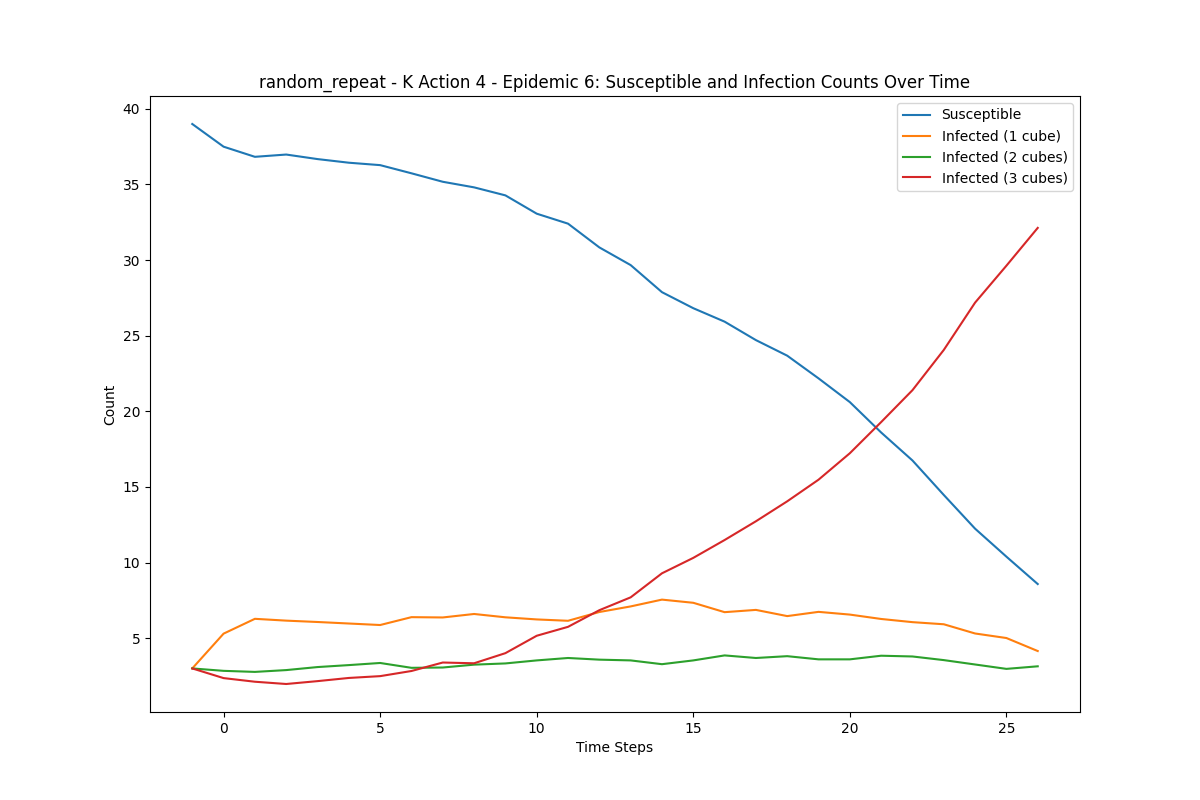 random_repeat - K Action 4 - Epidemic 6: Susceptible and Infection Counts Over Time
Susceptible
Infected (1 cube)
Infected (2 cubes)
Infected (3 cubes)
Count
40
35
30
25
20
15
10
5
0 5 10 15 20 25
Time Steps